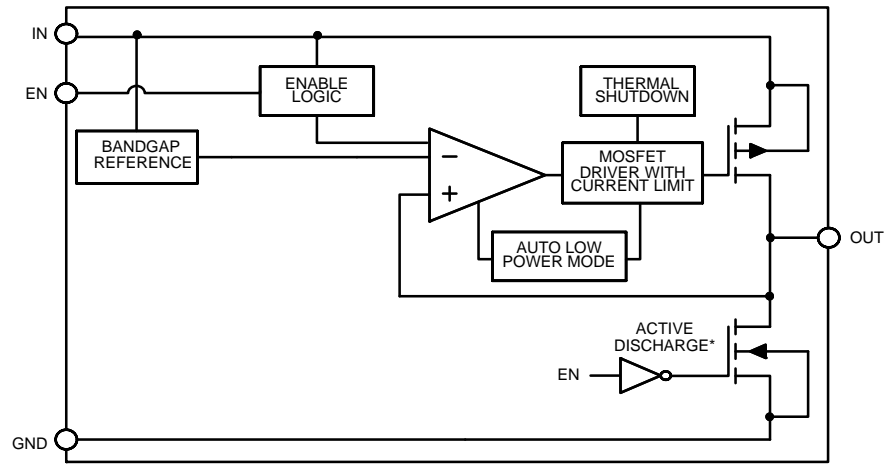 IN
ENABLE
LOGIC
THERMAL
SHUTDOWN
EN
BANDGAP
REFERENCE
−
+
MOSFET
DRIVER WITH
CURRENT LIMIT
AUTO LOW
POWER MODE
OUT
ACTIVE
DISCHARGE*
EN
GND